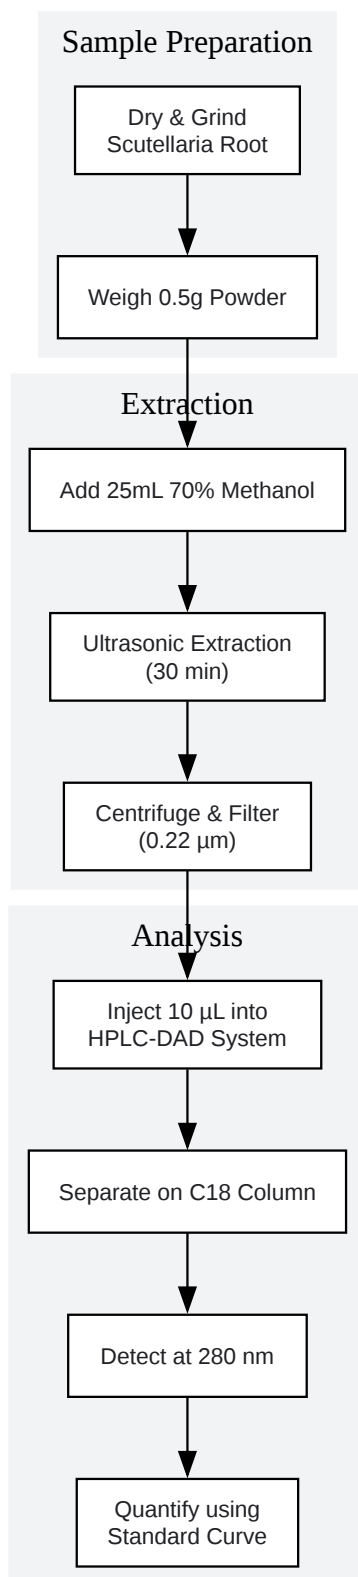 Sample Preparation
Dry & Grind
Scutellaria Root
Weigh 0.5g Powder
Extraction
Add 25mL 70% Methanol
Ultrasonic Extraction
(30 min)
Centrifuge & Filter
(0.22 µm)
Analysis
Inject 10 µL into
HPLC-DAD System
Separate on C18 Column
Detect at 280 nm
Quantify using
Standard Curve